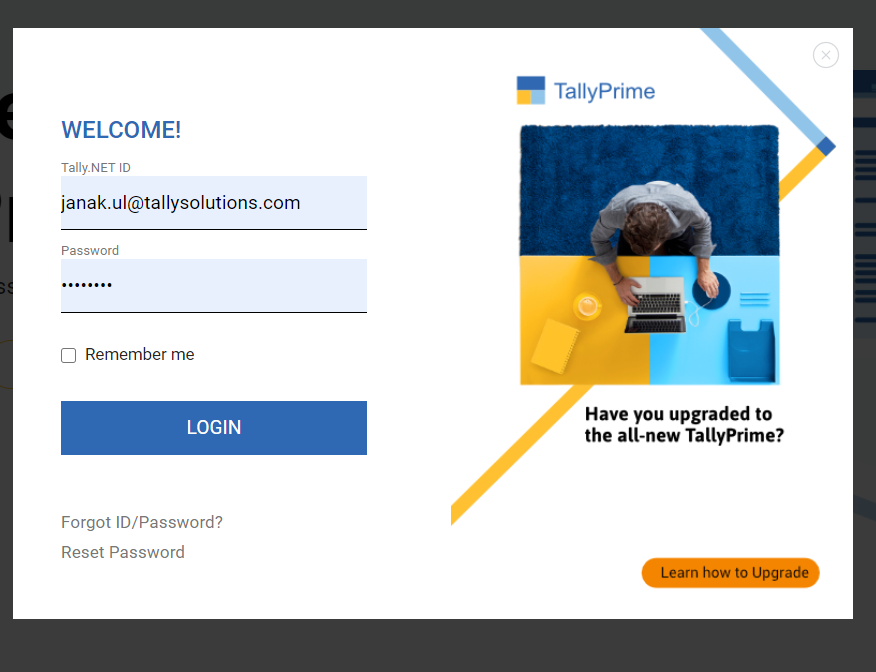 WELCOME!
Tally.NET ID
janak.ul@tallysolutions.com
Password
••••••••
Remember me
LOGIN
Forgot ID/Password?
Reset Password
TallyPrime
Have you upgraded to
the all-new TallyPrime?
Learn how to Upgrade